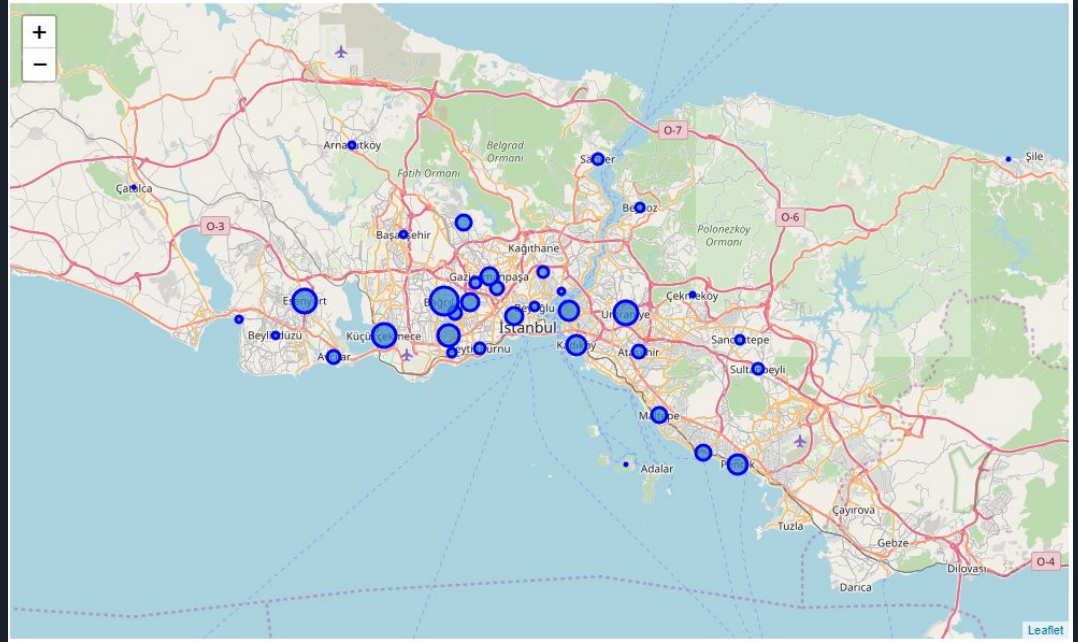 +
−
O-7
Arnavutköy
Belgrad
Ormanı
Sarıyer
Şile
Fatih Ormanı
Çatalca
Beykoz
O-3
O-6
Başakşehir
Polonezköy
Ormanı
Kağıthane
Gaziosmanpaşa
Esenyurt
Bağcılar
Beyoğlu
Çekmeköy
Ümraniye
İstanbul
Beylikdüzü
Küçükçekmece
Zeytinburnu
Kadıköy
Ataşehir
Sancaktepe
Avcılar
Sultanbeyli
Maltepe
Pendik
Adalar
Çayırova
Tuzla
Gebze
O-4
Dilovası
Darıca
Leaflet